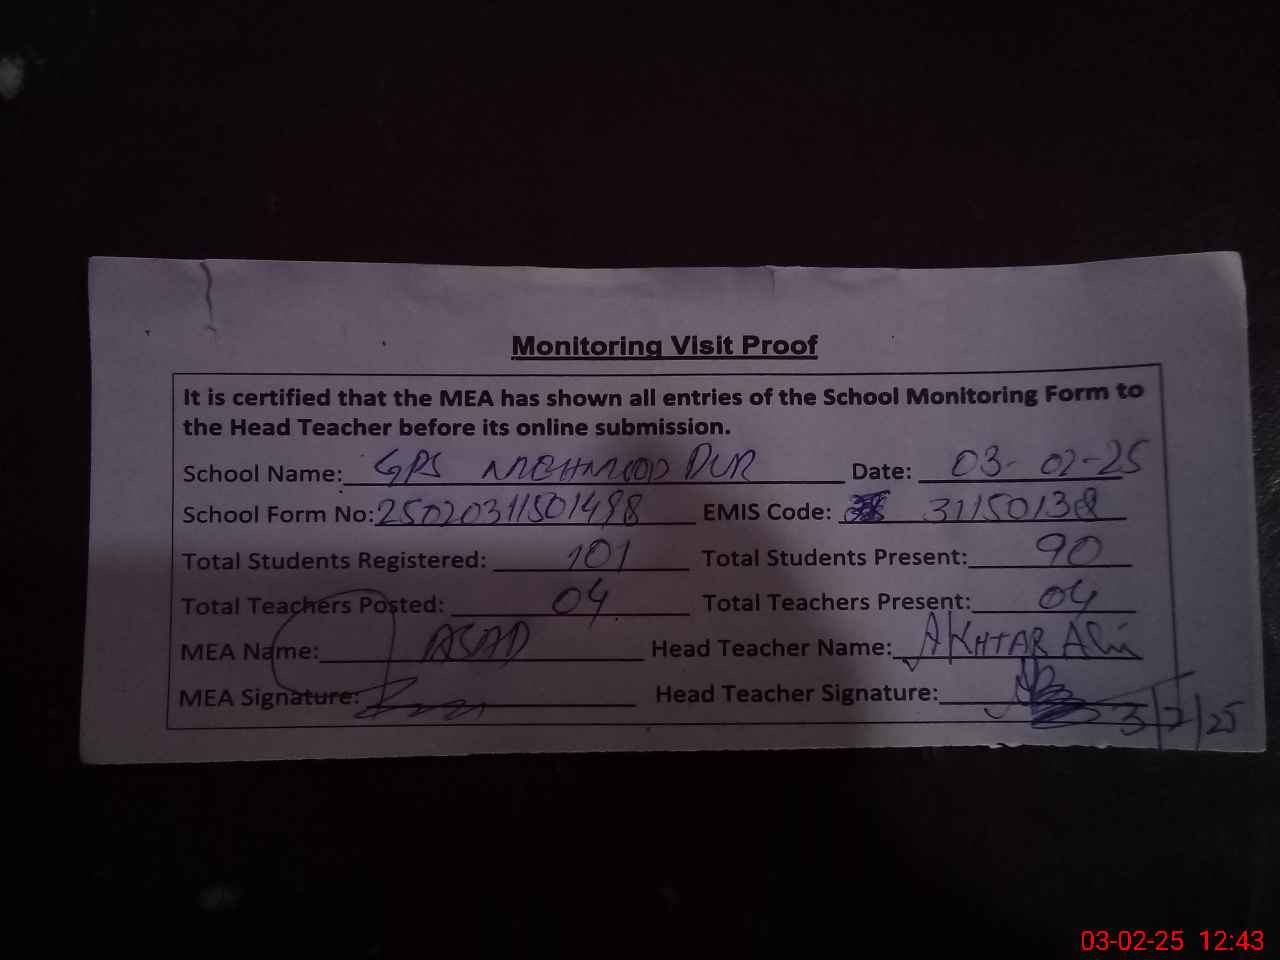 Monitoring Visit Proof
It is certified that the MEA has shown all entries of the School Monitoring Form to
the Head Teacher before its online submission.
School Name: GPS MEHMOOD PUR Date: 03-02-25
School Form No: 25020311501498 EMIS Code: 31150138
Total Students Registered: 101 Total Students Present: 90
Total Teachers Posted: 04 Total Teachers Present: 04
MEA Name: ASAD Head Teacher Name: AKHTAR Ali
MEA Signature: Head Teacher Signature:
3/2/25
03-02-25 12:43